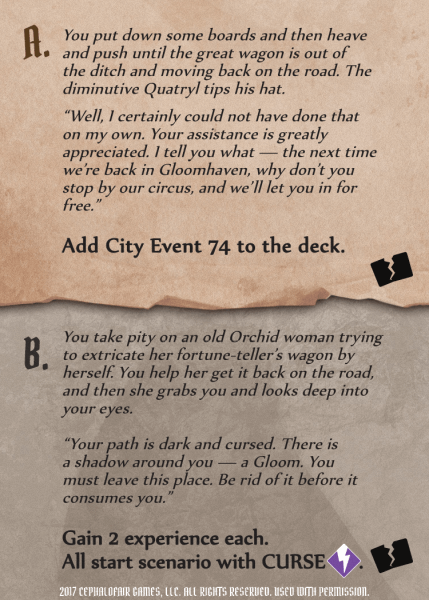 A. You put down some boards and then heave
and push until the great wagon is out of
the ditch and moving back on the road. The
diminutive Quatryl tips his hat.
“Well, I certainly could not have done that
on my own. Your assistance is greatly
appreciated. I tell you what — the next time
we’re back in Gloomhaven, why don’t you
stop by our circus, and we’ll let you in for
free.”
Add City Event 74 to the deck.
B. You take pity on an old Orchid woman trying
to extricate her fortune-teller’s wagon by
herself. You help her get it back on the road,
and then she grabs you and looks deep into
your eyes.
“Your path is dark and cursed. There is
a shadow around you — a Gloom. You
must leave this place. Be rid of it before it
consumes you.”
Gain 2 experience each.
All start scenario with CURSE.
2017 CEPHALOFAIR GAMES, LLC. ALL RIGHTS RESERVED. USED WITH PERMISSION.